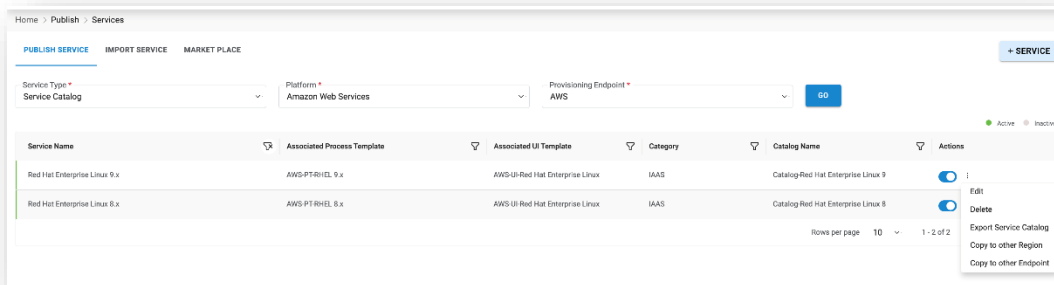 Home > Publish > Services
PUBLISH SERVICE IMPORT SERVICE MARKET PLACE
+ SERVICE
Service Type * Platform * Provisioning Endpoint *
Service Catalog Amazon Web Services AWS GO
Active Inactive
Service Name Associated Process Template Associated UI Template Category Catalog Name Actions
Red Hat Enterprise Linux 9.x AWS-PT-RHEL 9.x AWS-UI-Red Hat Enterprise Linux IAAS Catalog-Red Hat Enterprise Linux 9
Edit
Red Hat Enterprise Linux 8.x AWS-PT-RHEL 8.x AWS-UI-Red Hat Enterprise Linux IAAS Catalog-Red Hat Enterprise Linux 8
Delete
Export Service Catalog
Rows per page 10 1 - 2 of 2
Copy to other Region
Copy to other Endpoint